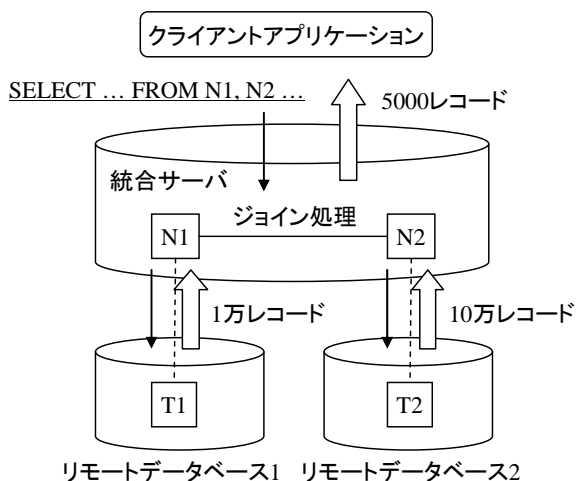 クライアントアプリケーション
SELECT … FROM N1, N2 …
5000レコード
統合サーバ
ジョイン処理
N1
N2
1万レコード
10万レコード
T1
T2
リモートデータベース1
リモートデータベース2